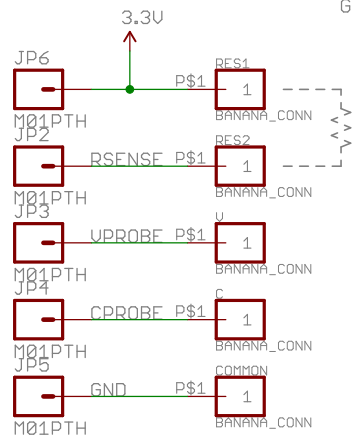 G
3.3V
JP6
RES1
P$1
1
M01PTH
BANANA_CONN
JP2
RES2
RSENSE
P$1
1
M01PTH
BANANA_CONN
JP3
V
VPROBE
P$1
1
M01PTH
BANANA_CONN
JP4
C
CPROBE
P$1
1
M01PTH
BANANA_CONN
JP5
COMMON
GND
P$1
1
M01PTH
BANANA_CONN